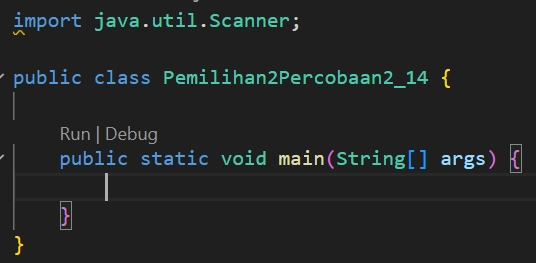 import java.util.Scanner;
public class Pemilihan2Percobaan2_14 {
Run | Debug
public static void main(String[] args) {
}
}